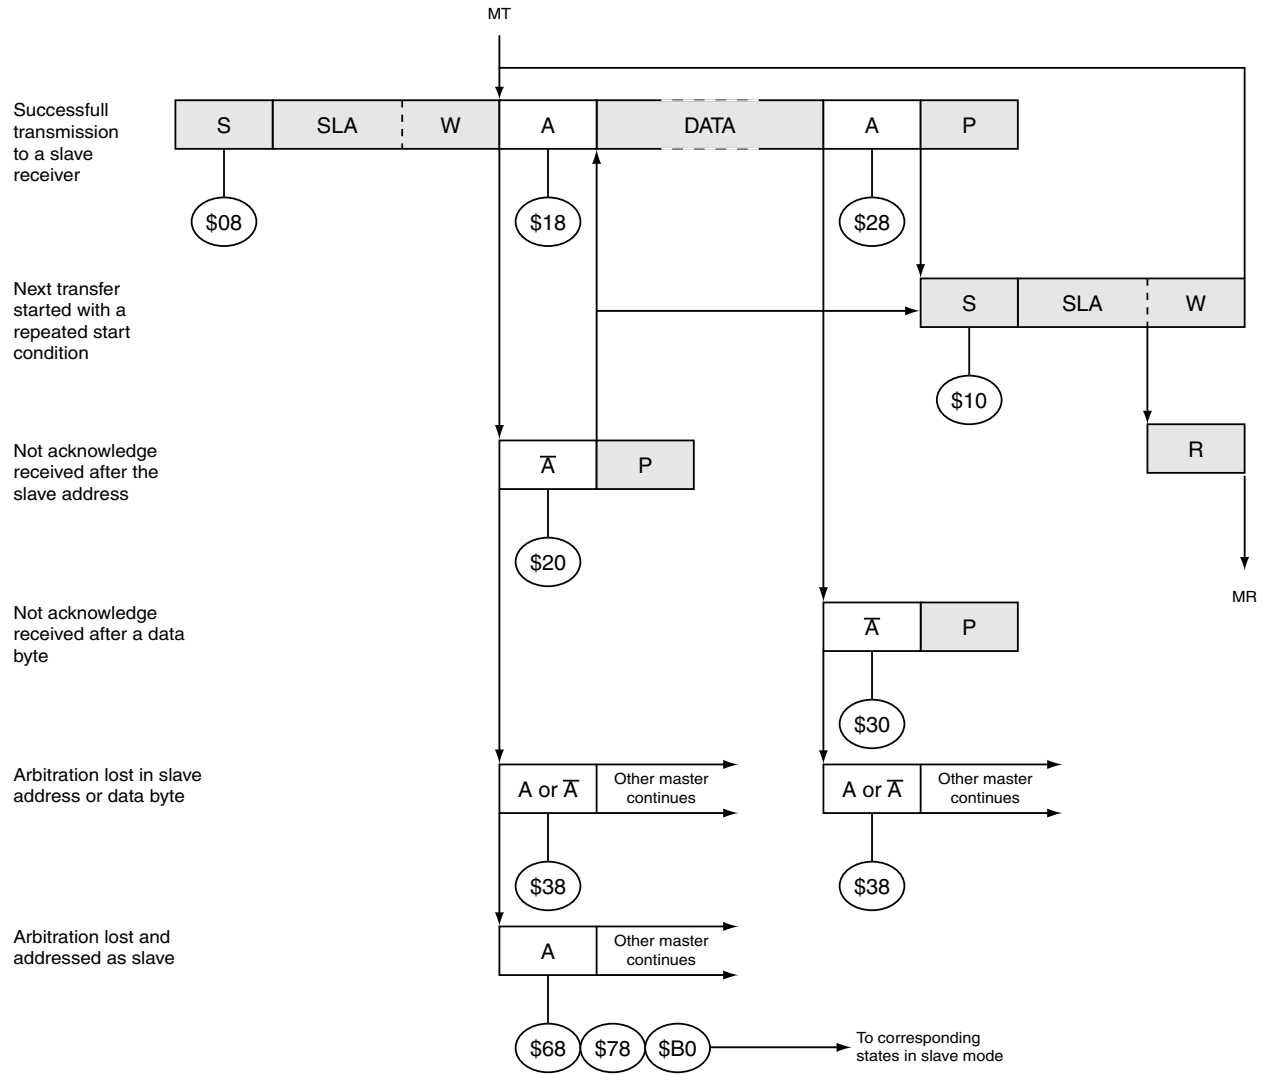 MT
Successfull
transmission
to a slave
receiver
S SLA W A DATA A P
$08 $18 $28
Next transfer
started with a
repeated start
condition
S SLA W
$10
Not acknowledge
received after the
slave address
A̅ P
R
$20
MR
Not acknowledge
received after a data
byte
A̅ P
$30
Arbitration lost in slave
address or data byte
A or A̅
Other master
continues
A or A̅
Other master
continues
$38 $38
Arbitration lost and
addressed as slave
A
Other master
continues
$68 $78 $B0
To corresponding
states in slave mode